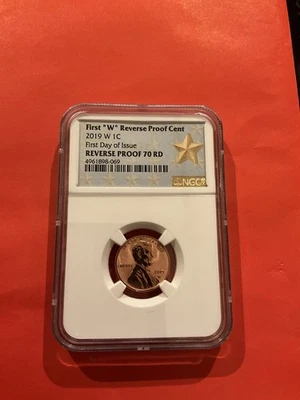 First "W" Reverse Proof Cent
2019 W 1C
First Day of Issue
REVERSE PROOF 70 RD
4961898-069
NGC